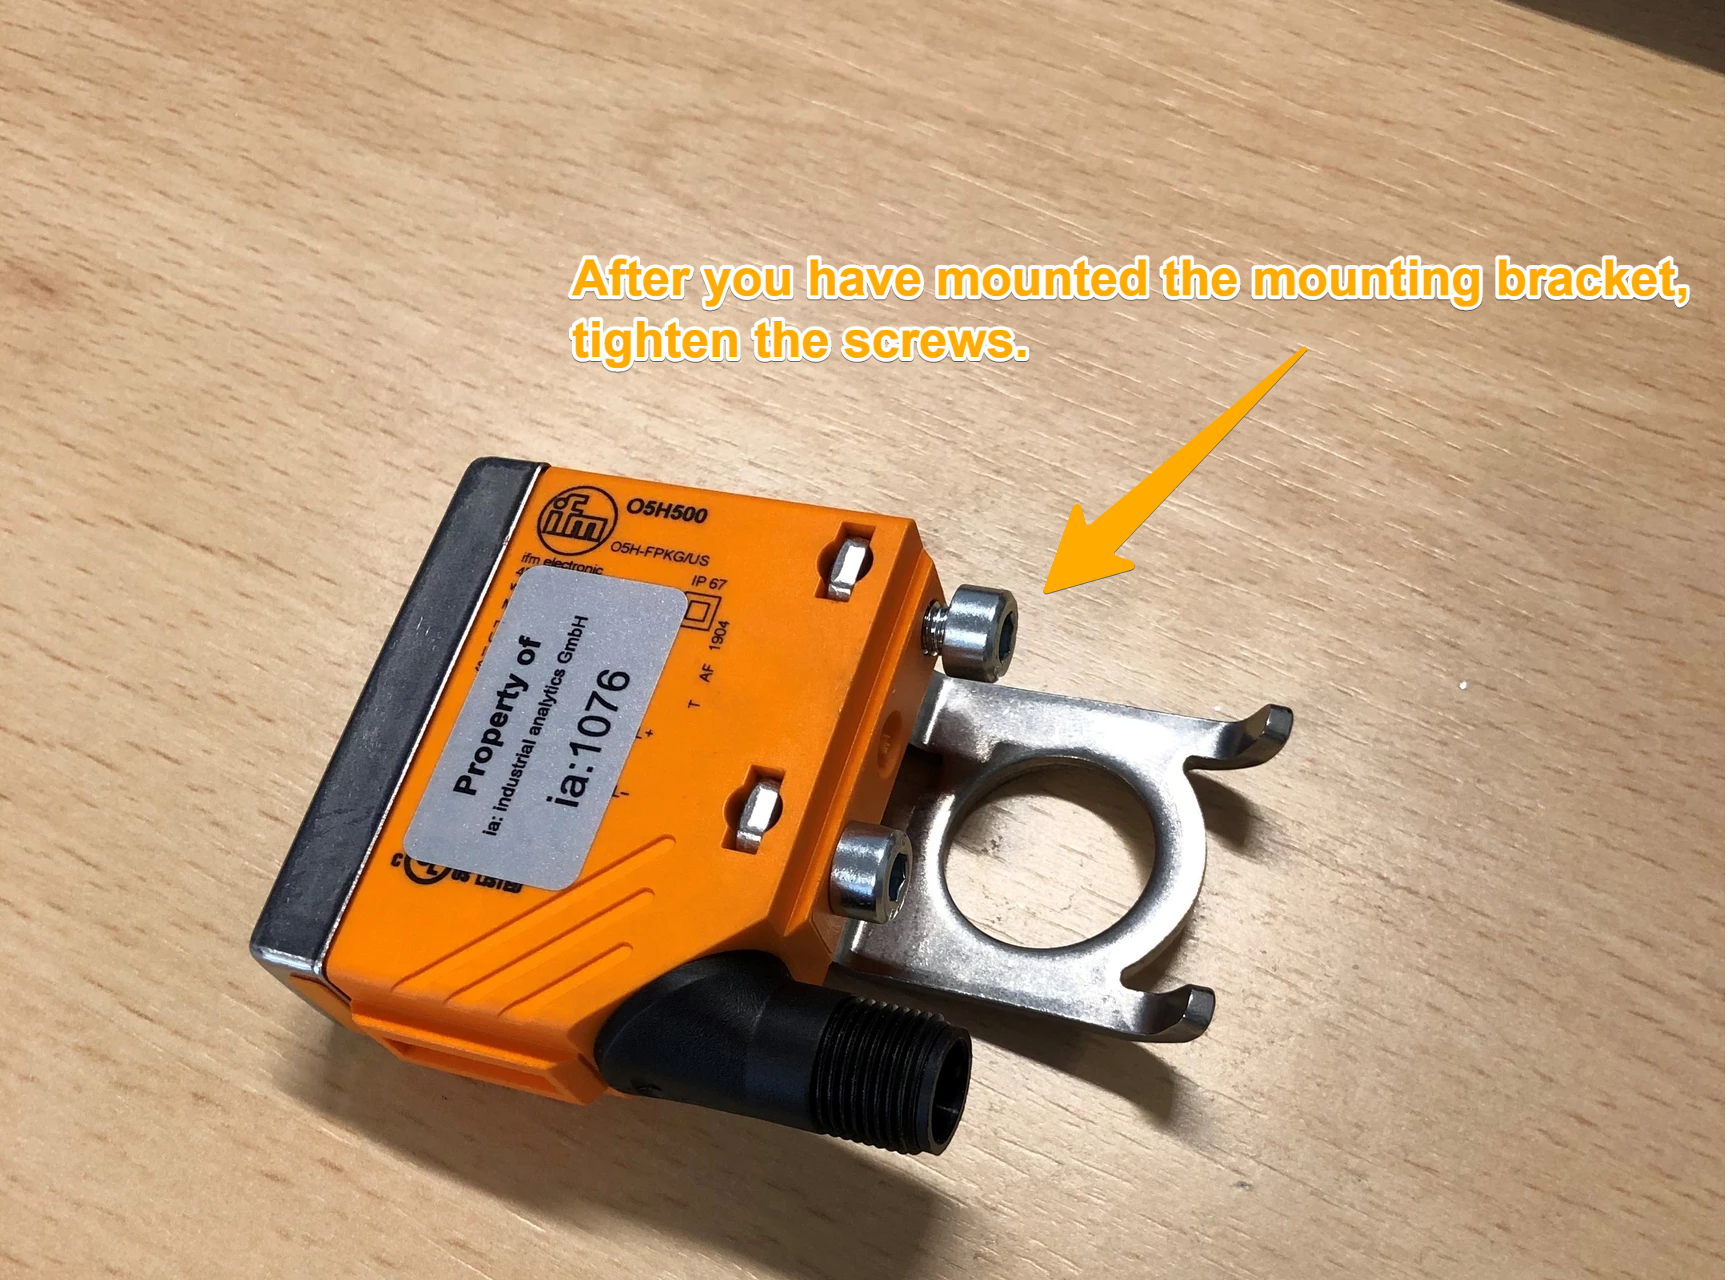 After you have mounted the mounting bracket,
tighten the screws.
ifm
O5H500
O5H-FPKG/US
ifm electronic
IP 67
1904
AF
T
Property of
ia: industrial analytics GmbH
ia:1076
C
US LISTED